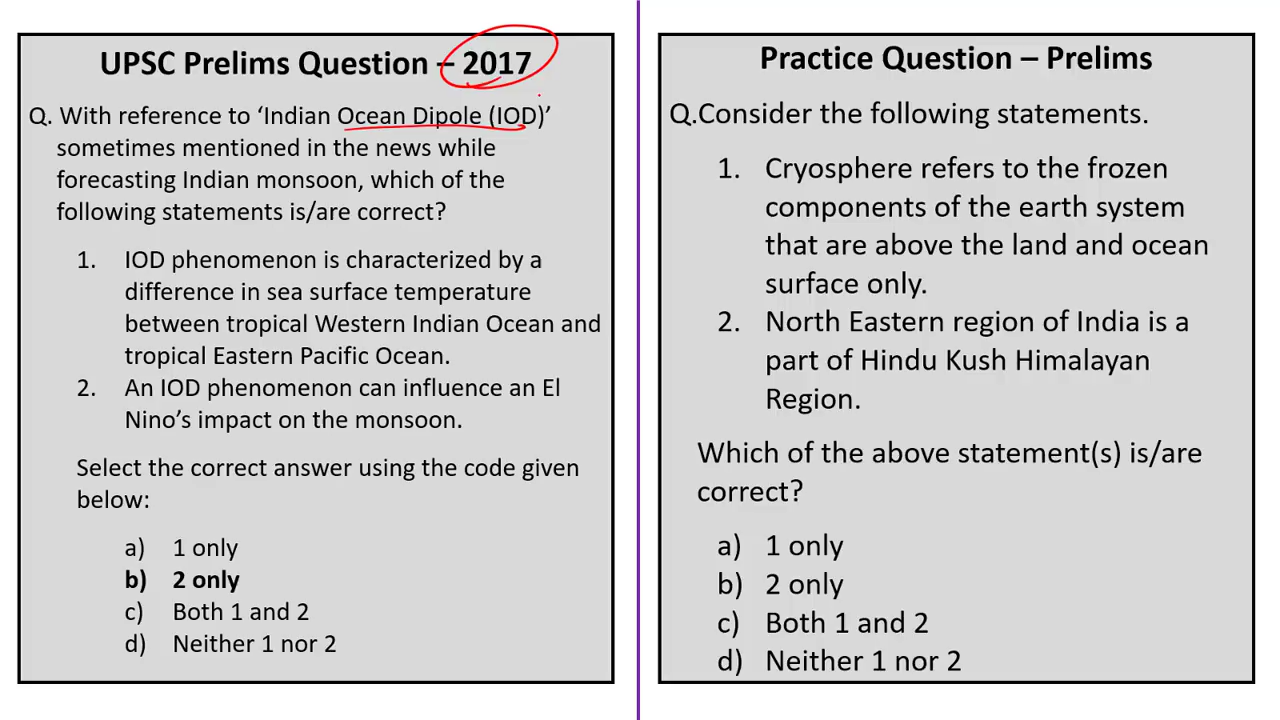 UPSC Prelims Question – 2017
Q. With reference to ‘Indian Ocean Dipole (IOD)’
sometimes mentioned in the news while
forecasting Indian monsoon, which of the
following statements is/are correct?
1. IOD phenomenon is characterized by a
difference in sea surface temperature
between tropical Western Indian Ocean and
tropical Eastern Pacific Ocean.
2. An IOD phenomenon can influence an El
Nino’s impact on the monsoon.
Select the correct answer using the code given
below:
a) 1 only
b) 2 only
c) Both 1 and 2
d) Neither 1 nor 2
Practice Question – Prelims
Q.Consider the following statements.
1. Cryosphere refers to the frozen
components of the earth system
that are above the land and ocean
surface only.
2. North Eastern region of India is a
part of Hindu Kush Himalayan
Region.
Which of the above statement(s) is/are
correct?
a) 1 only
b) 2 only
c) Both 1 and 2
d) Neither 1 nor 2